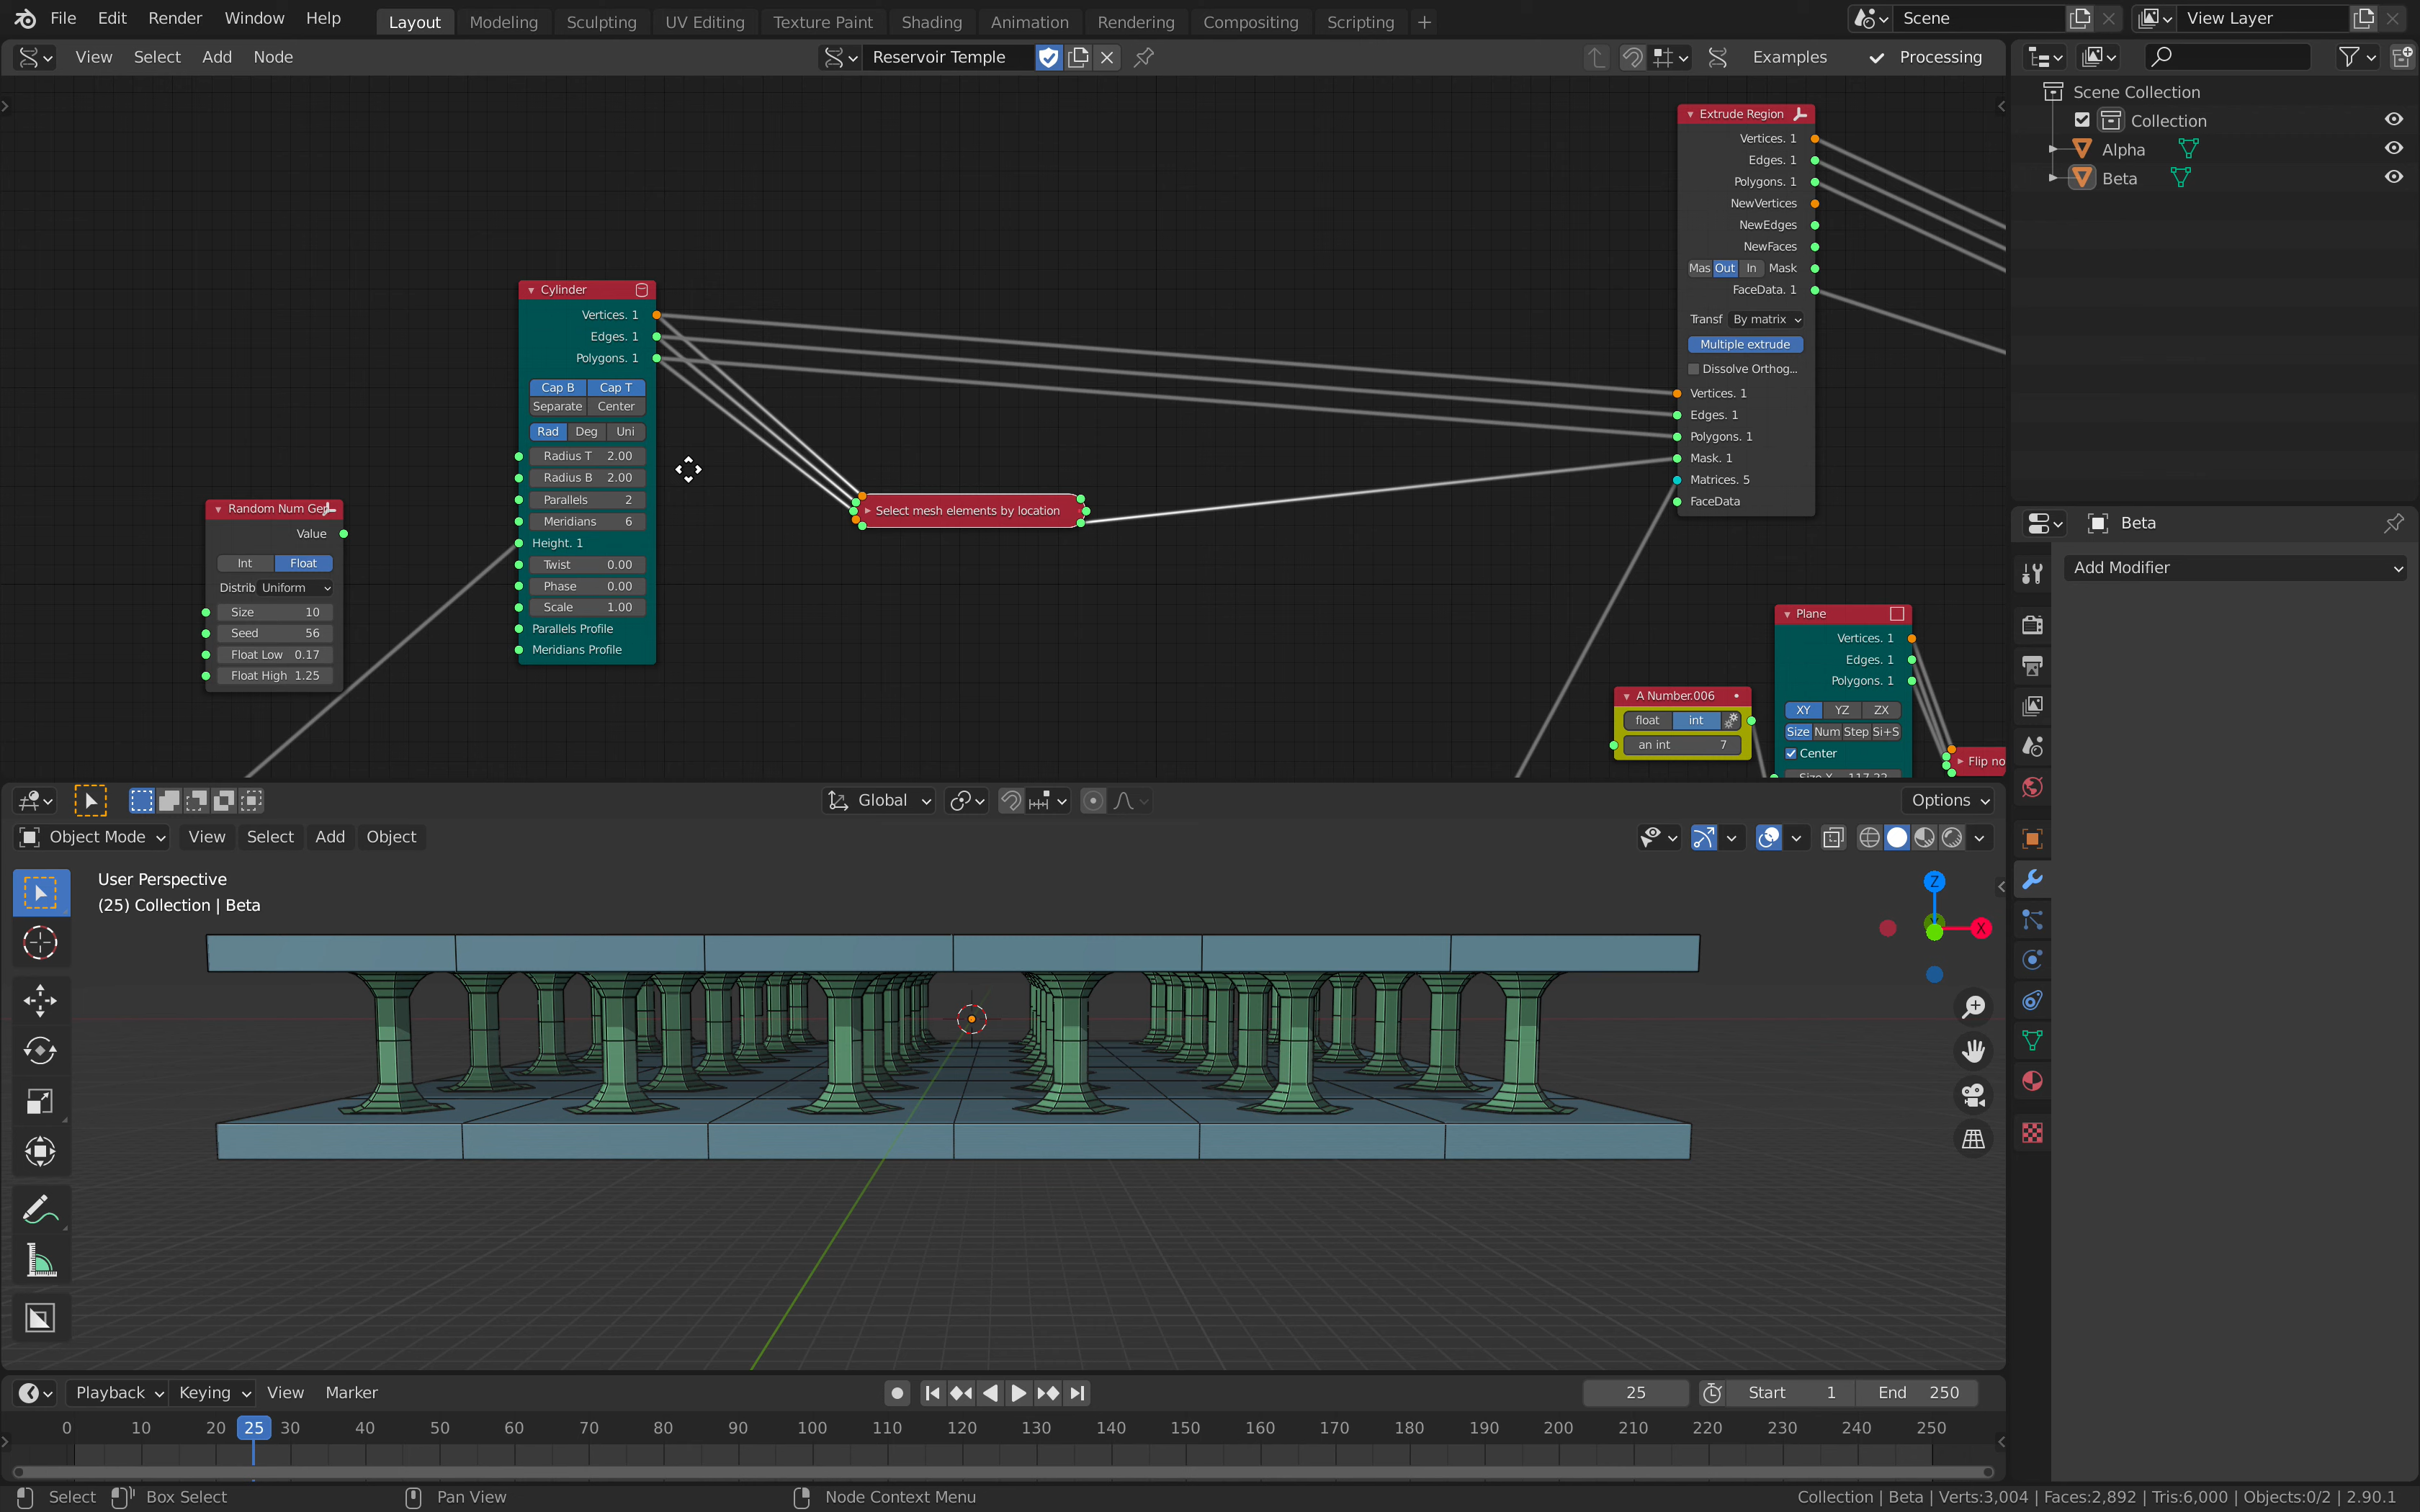 File Edit Render Window Help Layout Modeling Sculpting UV Editing Texture Paint Shading Animation Rendering Compositing Scripting + Scene View Layer
View Select Add Node Reservoir Temple Examples Processing
Scene Collection
Collection
Alpha
Beta
Extrude Region
Vertices. 1
Edges. 1
Polygons. 1
NewVertices
NewEdges
NewFaces
Mas Out In Mask
FaceData. 1
Transf By matrix
Multiple extrude
Dissolve Orthog...
Vertices. 1
Edges. 1
Polygons. 1
Mask. 1
Matrices. 5
FaceData
Cylinder
Vertices. 1
Edges. 1
Polygons. 1
Cap B Cap T
Separate Center
Rad Deg Uni
Radius T 2.00
Radius B 2.00
Parallels 2
Meridians 6
Height. 1
Twist 0.00
Phase 0.00
Scale 1.00
Parallels Profile
Meridians Profile
Select mesh elements by location
Random Num Ger
Value
Int Float
Distrib Uniform
Size 10
Seed 56
Float Low 0.17
Float High 1.25
A Number.006
float int
an int 7
Plane
Vertices. 1
Edges. 1
Polygons. 1
XY YZ ZX
Size Num Step Si+S
Center
Size X 117.22
Flip no
Beta
Add Modifier
Global Options
Object Mode View Select Add Object
User Perspective
(25) Collection | Beta
Z
X
Playback Keying View Marker 25 Start 1 End 250
0 10 20 25 30 40 50 60 70 80 90 100 110 120 130 140 150 160 170 180 190 200 210 220 230 240 250
Select Box Select Pan View Node Context Menu Collection | Beta | Verts:3,004 | Faces:2,892 | Tris:6,000 | Objects:0/2 | 2.90.1